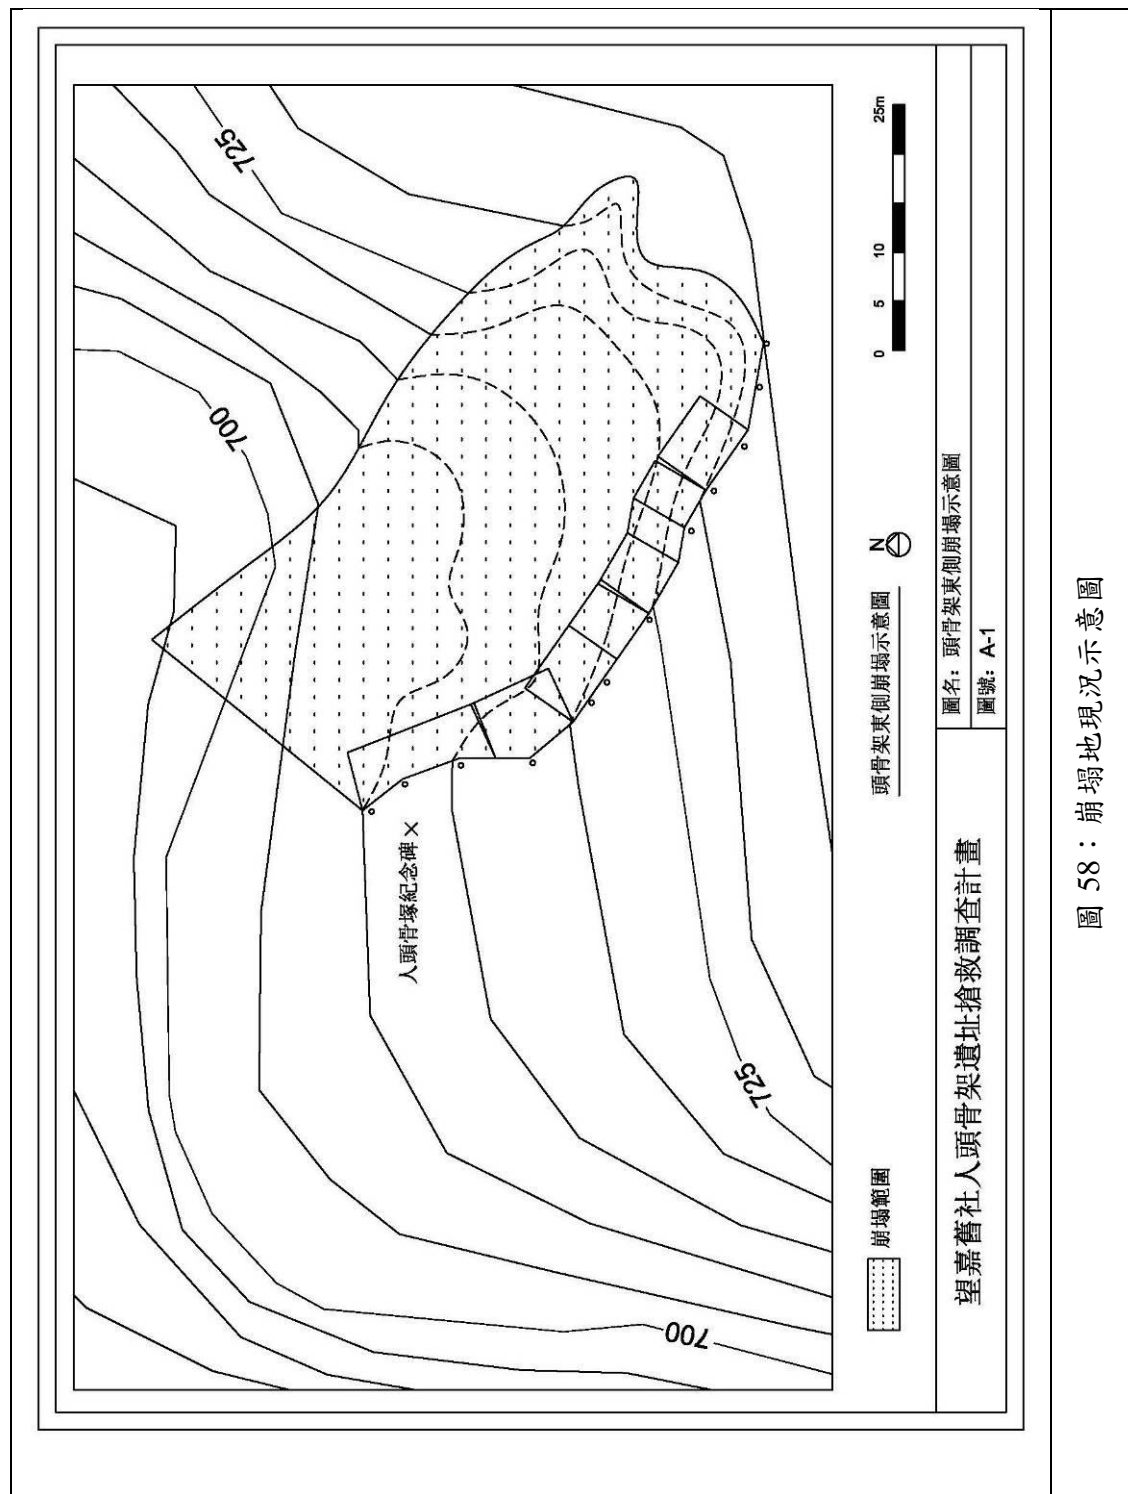 725
700
人頭骨塚紀念碑×
725
700
崩塌範圍
頭骨架東側崩塌示意圖
N
0 5 10 25m
望嘉舊社人頭骨架遺址搶救調查計畫
圖名：頭骨架東側崩塌示意圖
圖號：A-1
圖 58：崩塌地現況示意圖